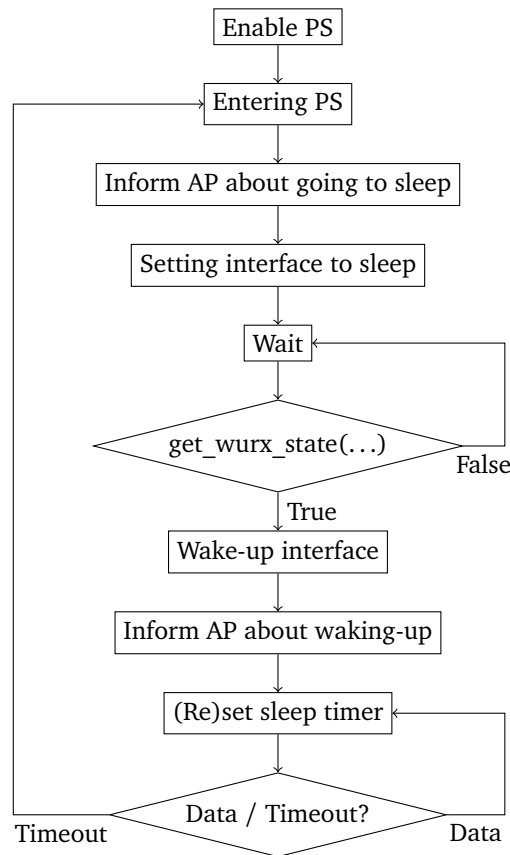 Enable PS
Entering PS
Inform AP about going to sleep
Setting interface to sleep
Wait
get_wurx_state(...)
False
True
Wake-up interface
Inform AP about waking-up
(Re)set sleep timer
Data / Timeout?
Timeout
Data